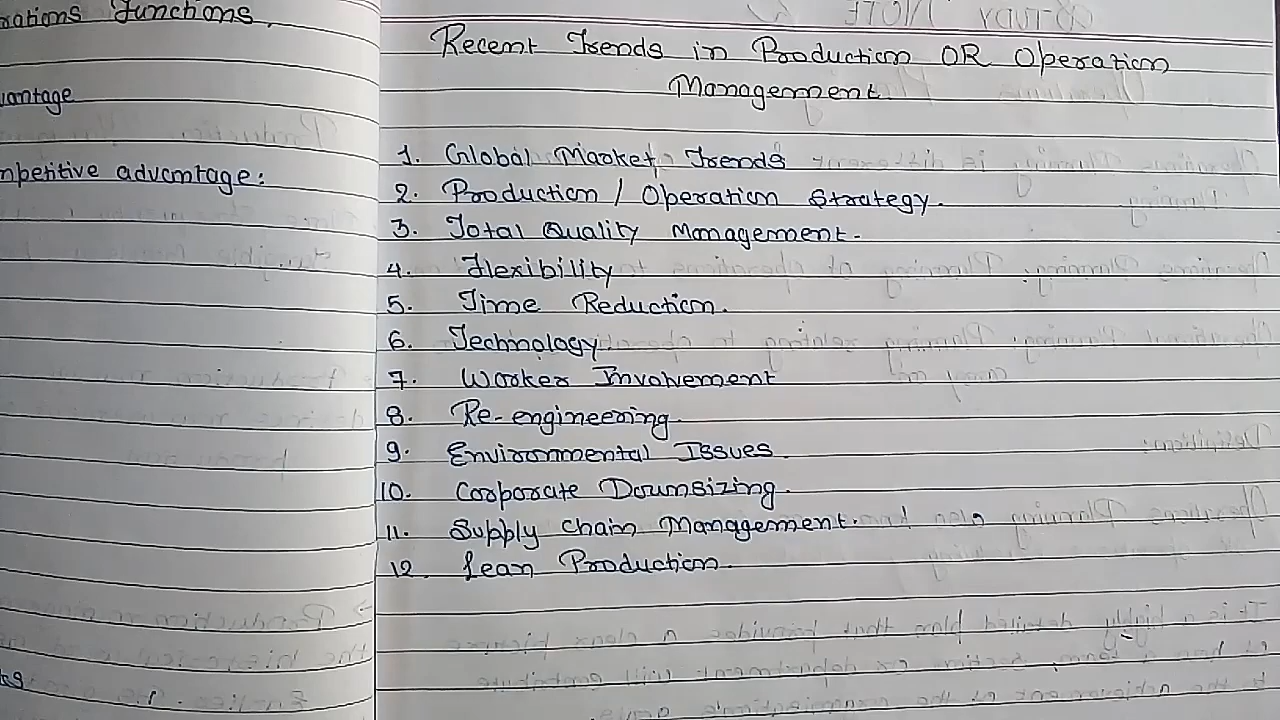 rations functions.
vantage
mpetitive advantage:
Recent Trends in Production OR Operation
Management
1. Global Market Trends
2. Production / Operation Strategy.
3. Total Quality Management.
4. Flexibility
5. Time Reduction.
6. Technology
7. Worker Involvement
8. Re-engineering
9. Environmental Issues.
10. Corporate Downsizing.
11. Supply Chain Management.
12. Lean Production.